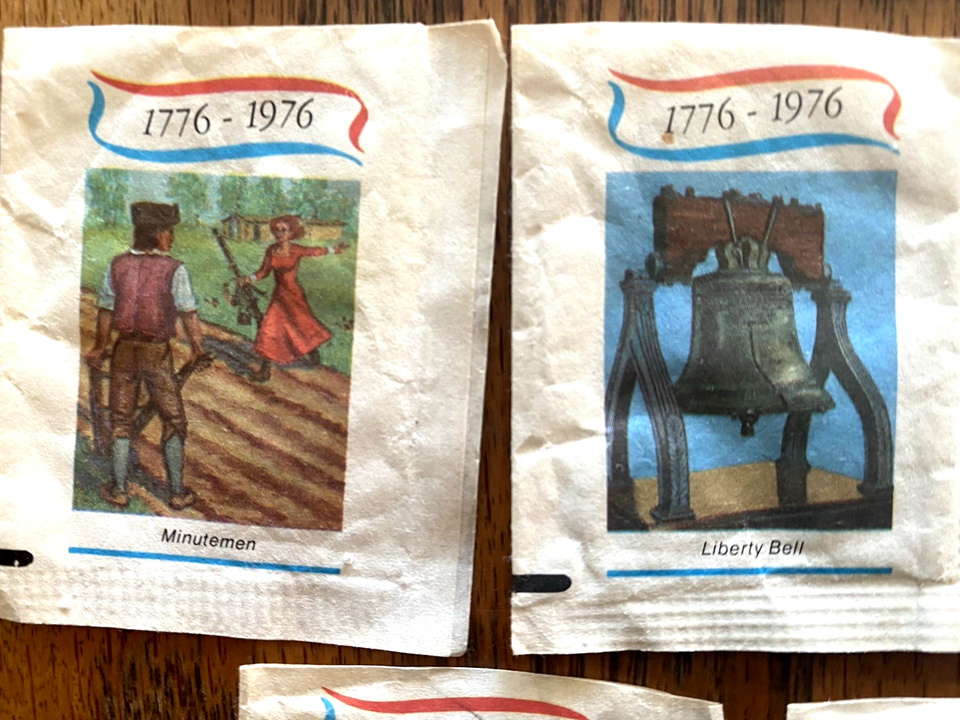 1776 - 1976
Minutemen
1776 - 1976
Liberty Bell